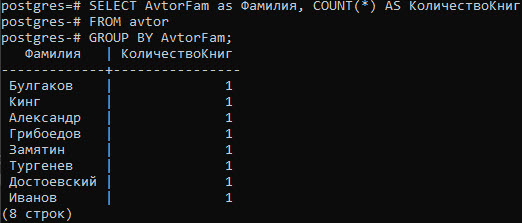 postgres=# SELECT AvtorFam as Фамилия, COUNT(*) AS КоличествоКниг
postgres-# FROM avtor
postgres-# GROUP BY AvtorFam;
Фамилия | КоличествоКниг
------------+----------------
Булгаков | 1
Кинг | 1
Александр | 1
Грибоедов | 1
Замятин | 1
Тургенев | 1
Достоевский | 1
Иванов | 1
(8 строк)